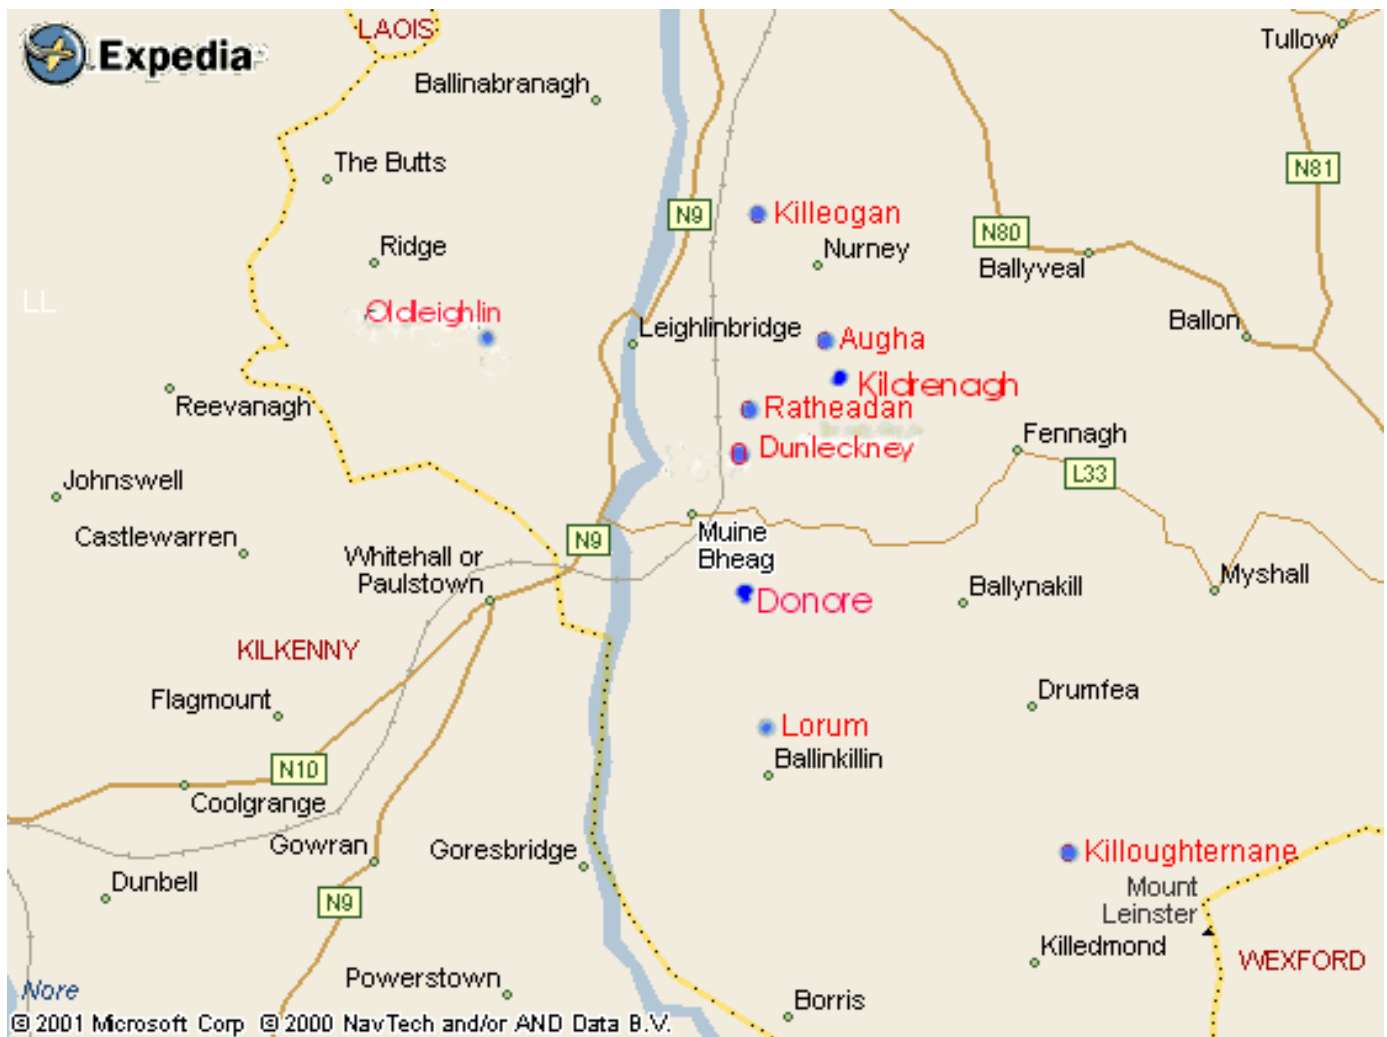 LAOIS
Expedia
Tullow
Ballinabranagh
The Butts
N81
N9
Killeogan
Ridge
Nurney
N80
Ballyveal
LL
Oldleighlin
Leighlinbridge
Augha
Ballon
Kildrenagh
Reevanagh
Ratheadan
Dunleckney
Fennagh
L33
Johnswell
Castlewarren
N9
Muine
Bheag
Whitehall or
Paulstown
Myshall
Ballynakill
Donore
KILKENNY
Flagmount
Drumfea
Lorum
Ballinkillin
N10
Coolgrange
Gowran
Goresbridge
Killoughternane
Dunbell
Mount
Leinster
N9
Killedmond
WEXFORD
Powerstown
Nore
Borris
© 2001 Microsoft Corp © 2000 NavTech and/or AND Data B.V.